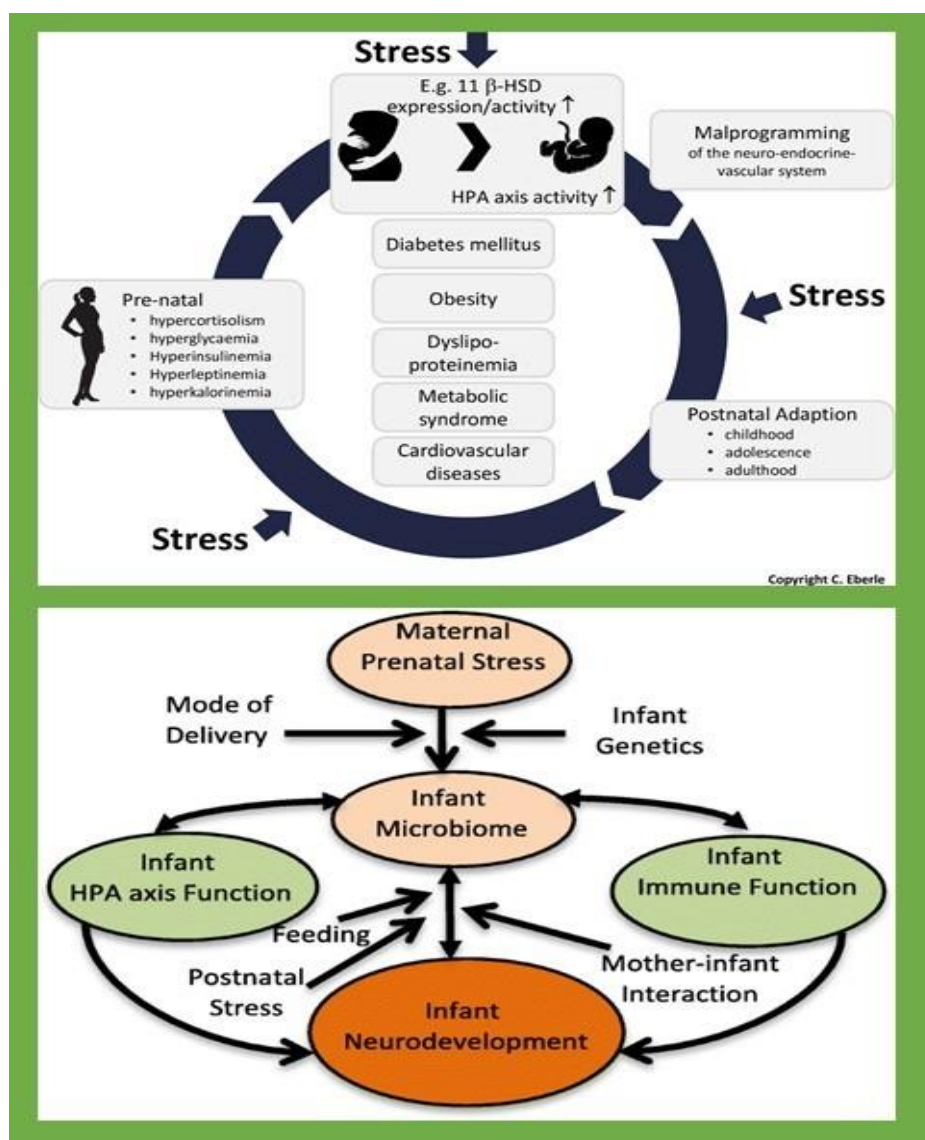 Stress
E.g. 11 β-HSD
expression/activity ↑
HPA axis activity ↑
Malprogramming
of the neuro-endocrine-
vascular system
Diabetes mellitus
Stress
Obesity
Pre-natal
• hypercortisolism
• hyperglycaemia
• Hyperinsulinemia
• Hyperleptinemia
• hyperkalorinemia
Dyslipo-
proteinemia
Metabolic
syndrome
Postnatal Adaption
• childhood
• adolescence
• adulthood
Cardiovascular
diseases
Stress
Copyright C. Eberle
Maternal
Prenatal Stress
Mode of
Delivery
Infant
Genetics
Infant
Microbiome
Infant
HPA axis Function
Infant
Immune Function
Feeding
Postnatal
Stress
Mother-infant
Interaction
Infant
Neurodevelopment